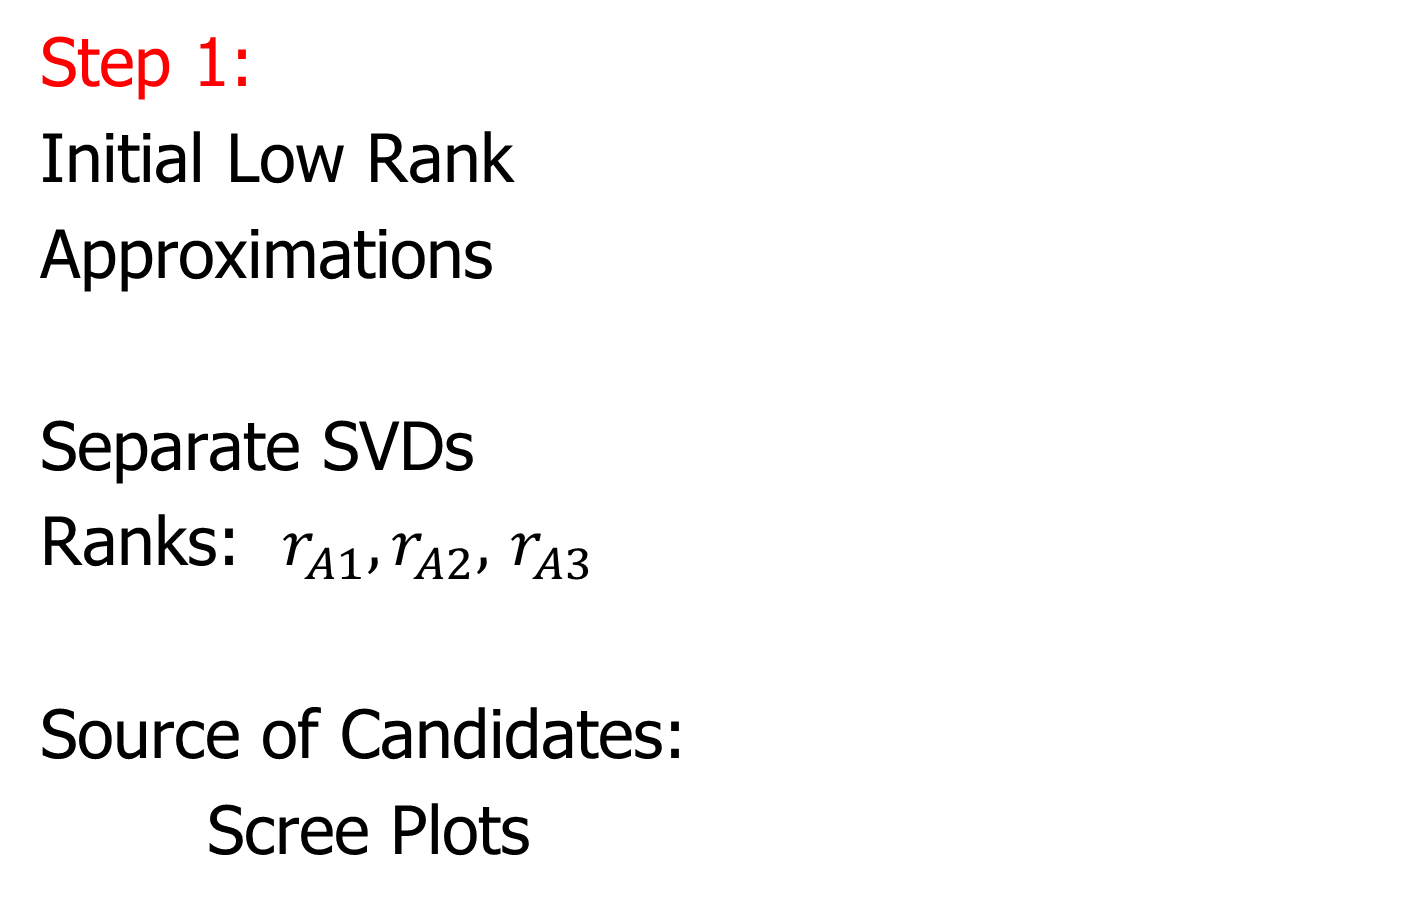 Step 1:
Initial Low Rank
Approximations
Separate SVDs
Ranks: $r_{A1}, r_{A2}, r_{A3}$
Source of Candidates:
Scree Plots